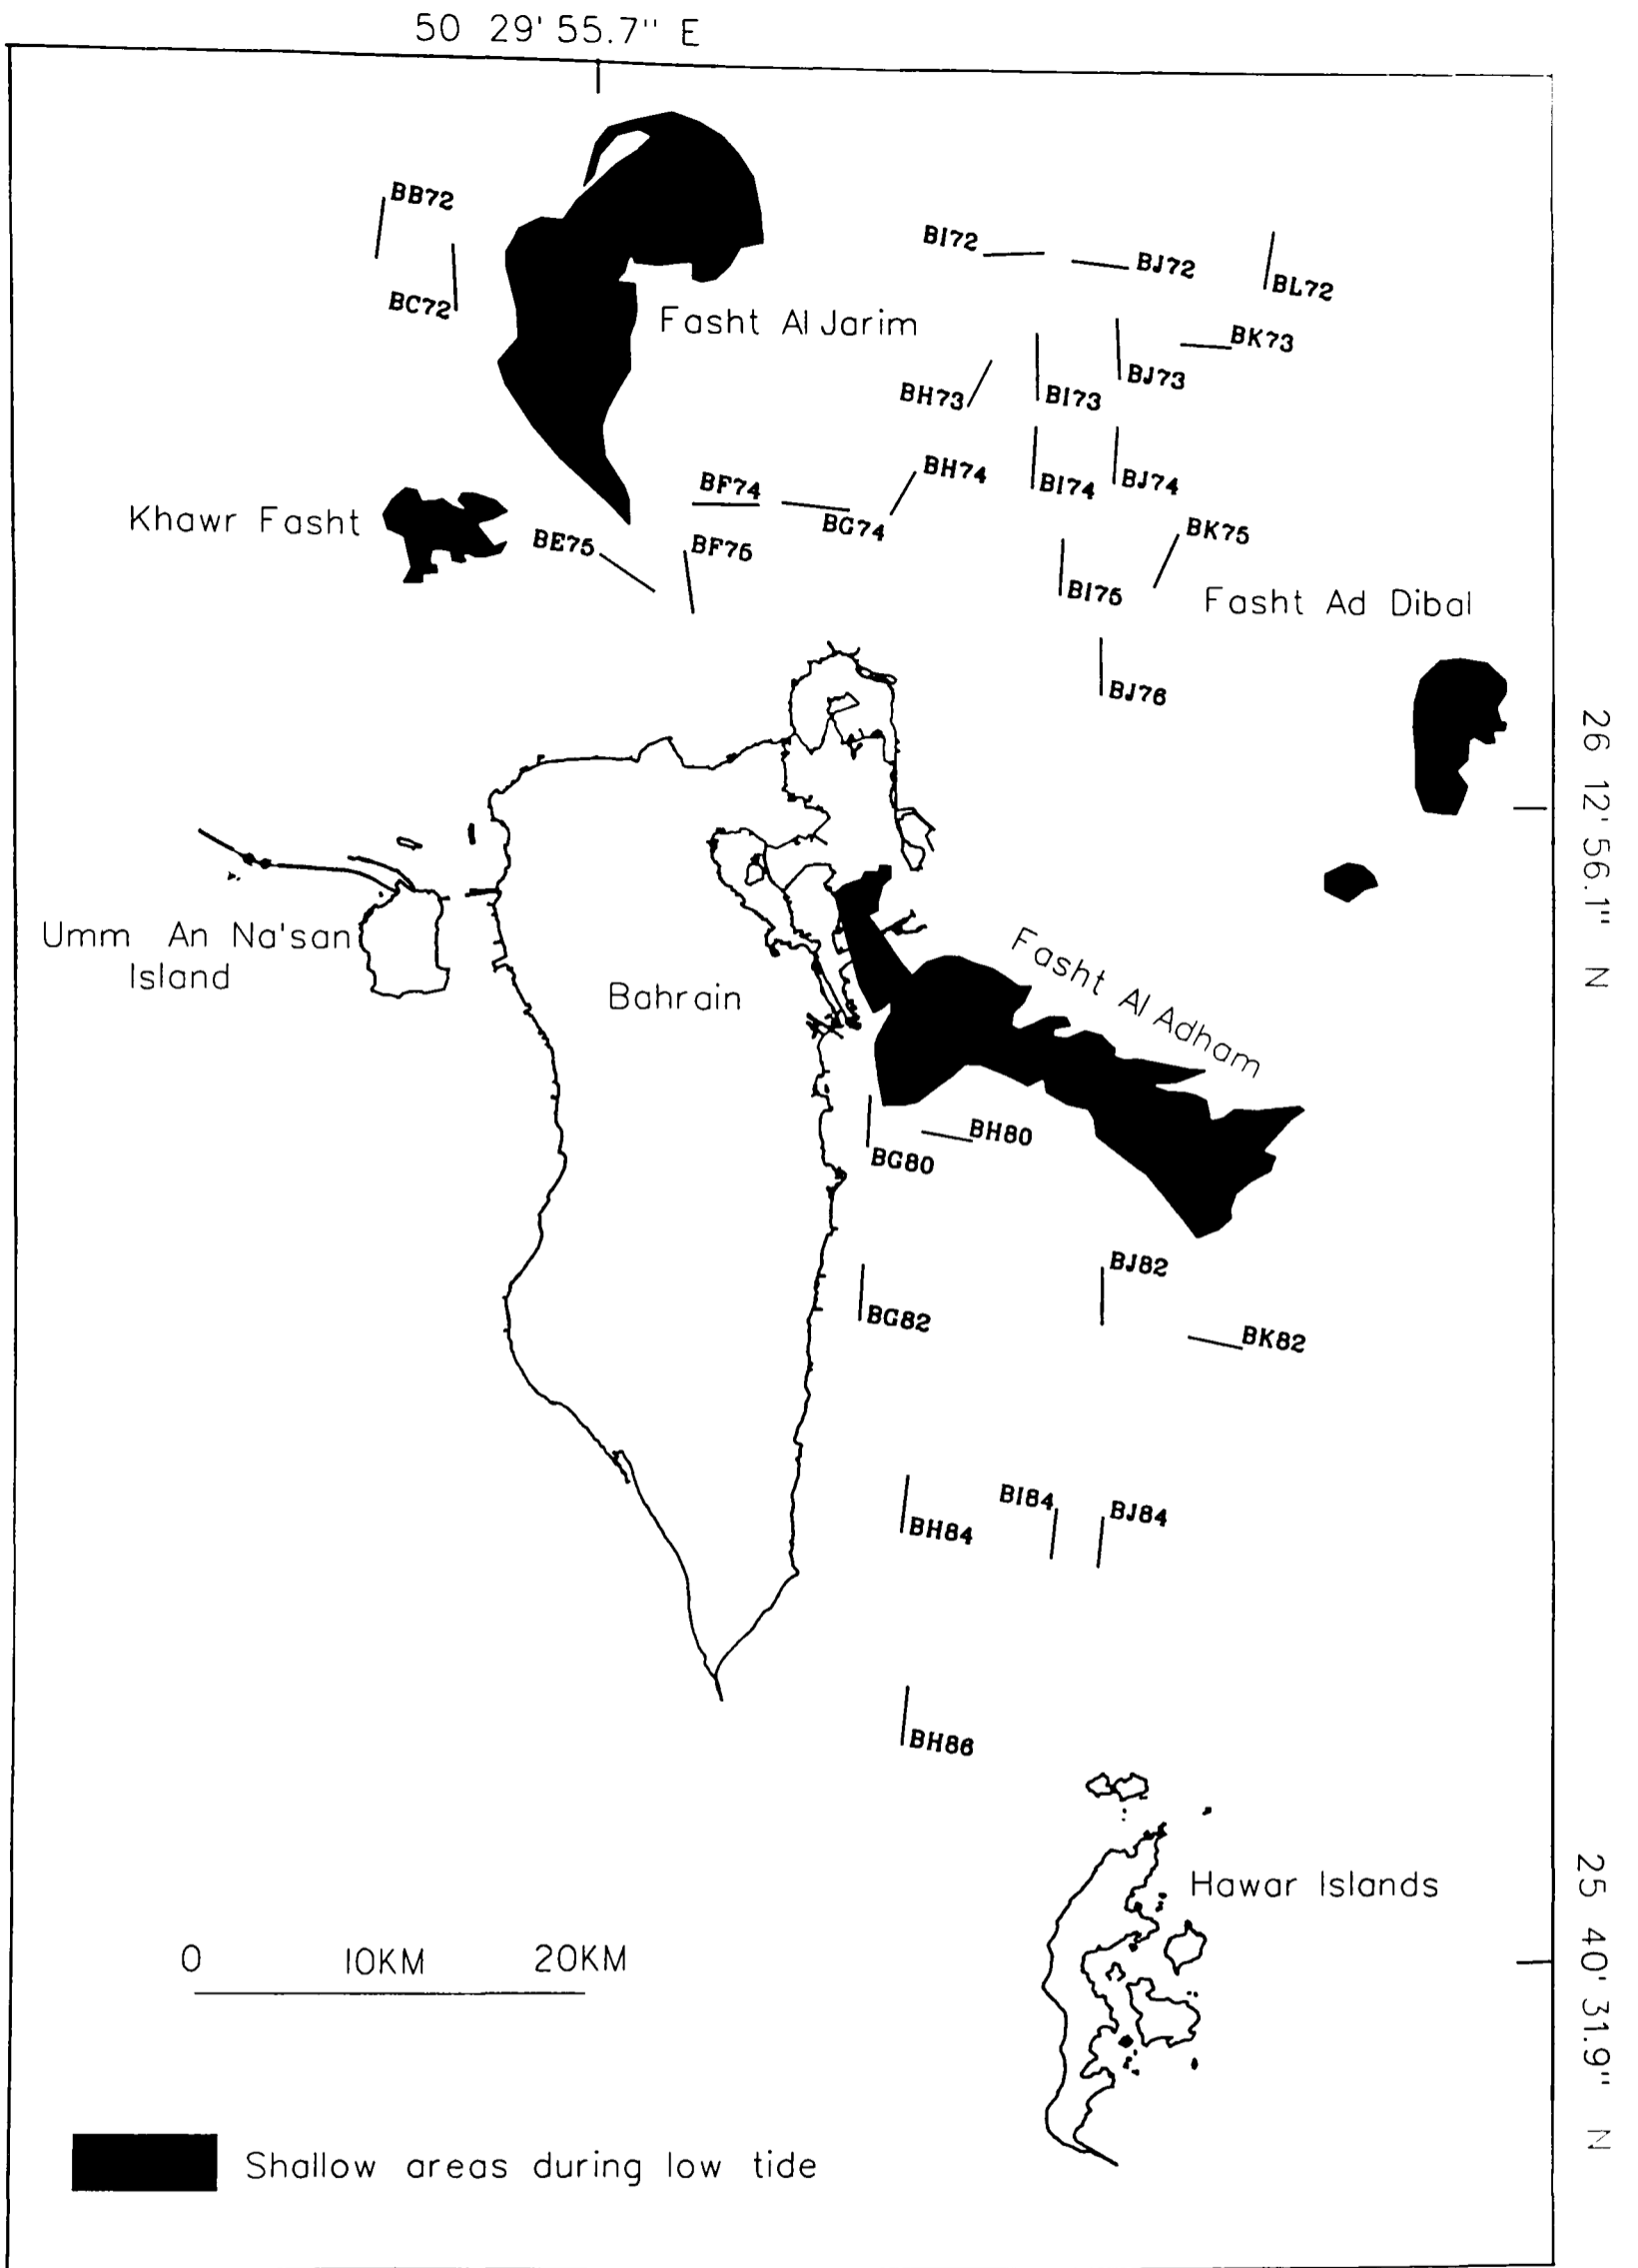 50 29' 55.7" E
BB72
BI72
BJ72
BL72
BC72
Fasht Al Jarim
BK73
BJ73
BH73
BI73
BH74
BF74
BI74
BJ74
Khawr Fasht
BG74
BK75
BE75
BF75
BI75
Fasht Ad Dibal
BJ76
26 12' 56.1" N
Umm An Na'san
Island
Bahrain
Fasht Al Adham
BH80
BG80
BJ82
BG82
BK82
BI84
BJ84
BH84
BH86
Hawar Islands
25 40' 31.9" N
0 10KM 20KM
Shallow areas during low tide